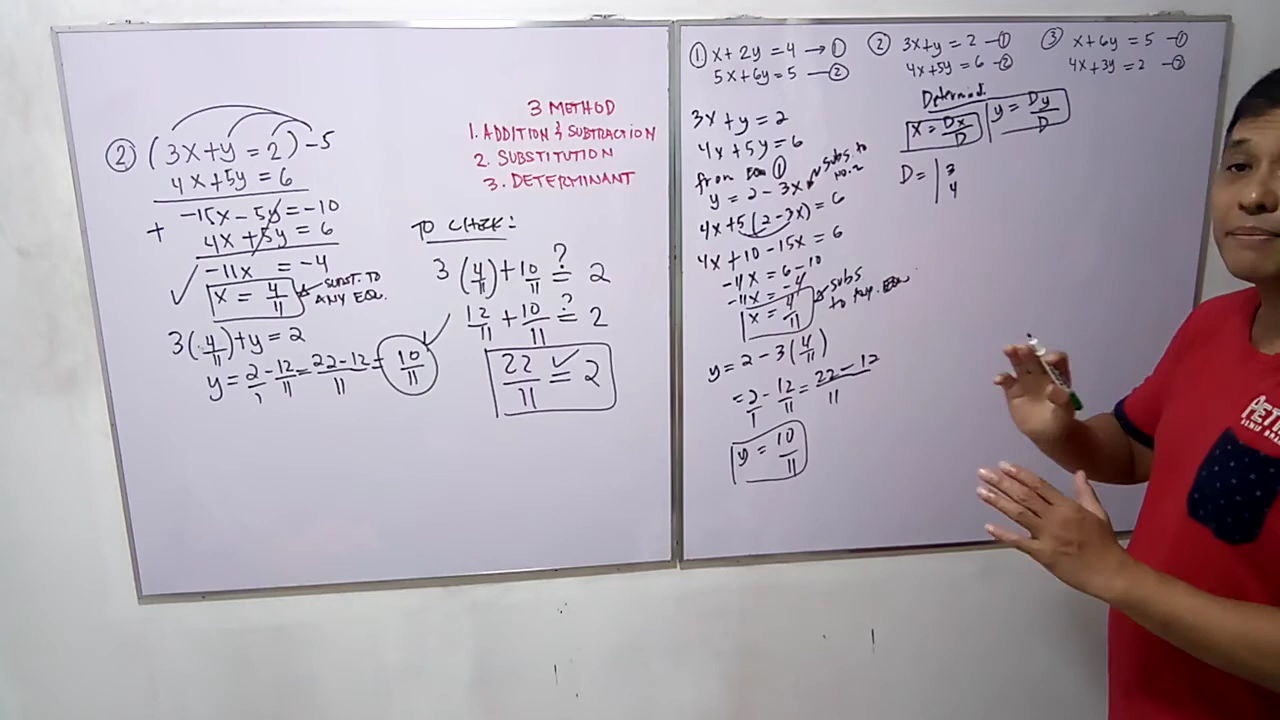 ② (3x+y = 2) -5
4x+5y = 6
-15x - 5y = -10
+ 4x + 5y = 6
-11x = -4
x = 4/11 SUBST. TO
ANY EQU.
3(4/11)+y = 2
y = 2/1 - 12/11 = 22-12/11 = 10/11
3 METHOD
1. ADDITION & SUBTRACTION
2. SUBSTITUTION
3. DETERMINANT
TO CHECK:
3(4/11)+10/11 ?= 2
12/11 + 10/11 ?= 2
22/11 = 2
① x+2y = 4 → ①
5x+6y = 5 — ②
② 3x+y = 2 — ①
4x+5y = 6 — ②
③ x+6y = 5 — ①
4x+3y = 2 — ②
3x+y = 2
4x+5y = 6
from EQU ①
y = 2-3x subs. to
no. 2
4x+5(2-3x) = 6
4x+10-15x = 6
-11x = 6-10
-11x = -4
x = 4/11 subs
to any. EQU
y = 2-3(4/11)
= 2/1 - 12/11 = 22-12/11
y = 10/11
Determ
x = Dx/D y = Dy/D
D = | 3
4
PETR